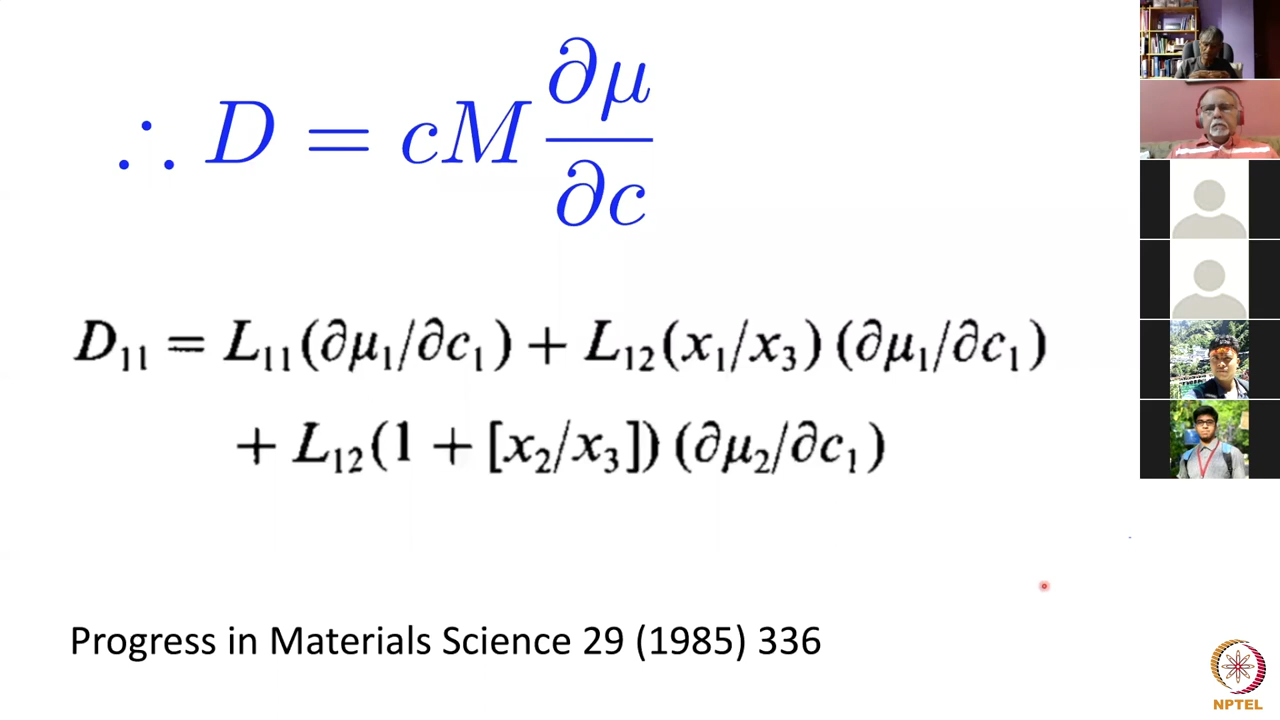 ∴ D = cM ∂μ/∂c
D₁₁ = L₁₁(∂μ₁/∂c₁) + L₁₂(x₁/x₃)(∂μ₁/∂c₁)
+ L₁₂(1 + [x₂/x₃])(∂μ₂/∂c₁)
Progress in Materials Science 29 (1985) 336
NPTEL